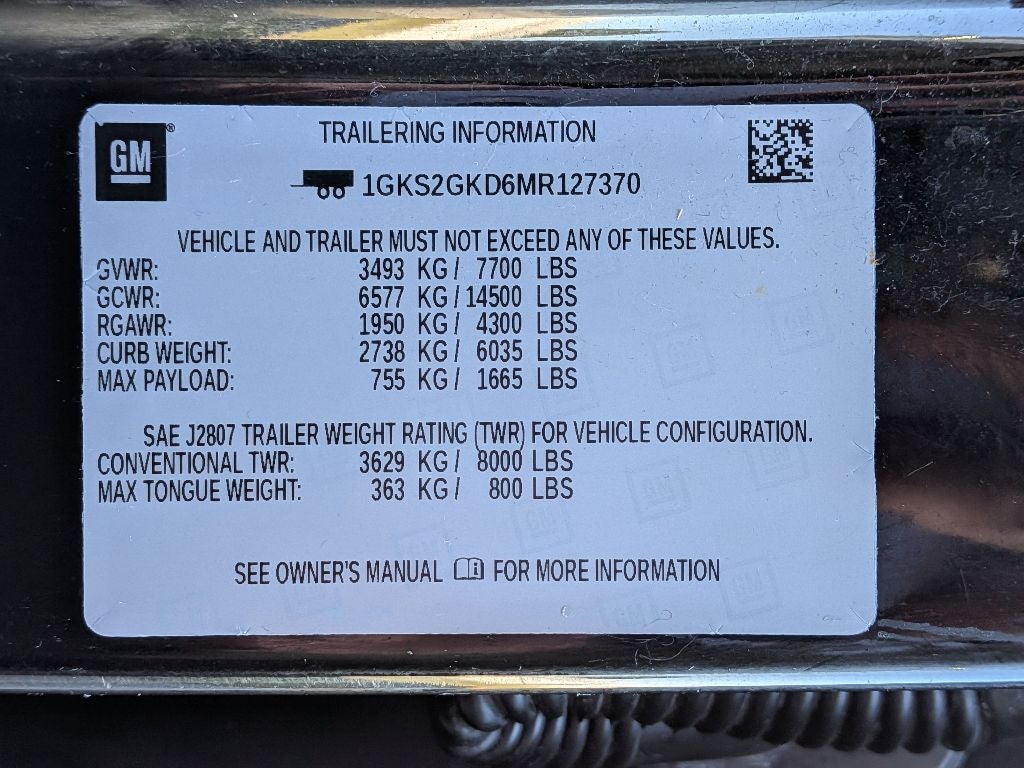 GM®
TRAILERING INFORMATION
1GKS2GKD6MR127370
VEHICLE AND TRAILER MUST NOT EXCEED ANY OF THESE VALUES.
GVWR: 3493 KG / 7700 LBS
GCWR: 6577 KG / 14500 LBS
RGAWR: 1950 KG / 4300 LBS
CURB WEIGHT: 2738 KG / 6035 LBS
MAX PAYLOAD: 755 KG / 1665 LBS
SAE J2807 TRAILER WEIGHT RATING (TWR) FOR VEHICLE CONFIGURATION.
CONVENTIONAL TWR: 3629 KG / 8000 LBS
MAX TONGUE WEIGHT: 363 KG / 800 LBS
SEE OWNER'S MANUAL i FOR MORE INFORMATION